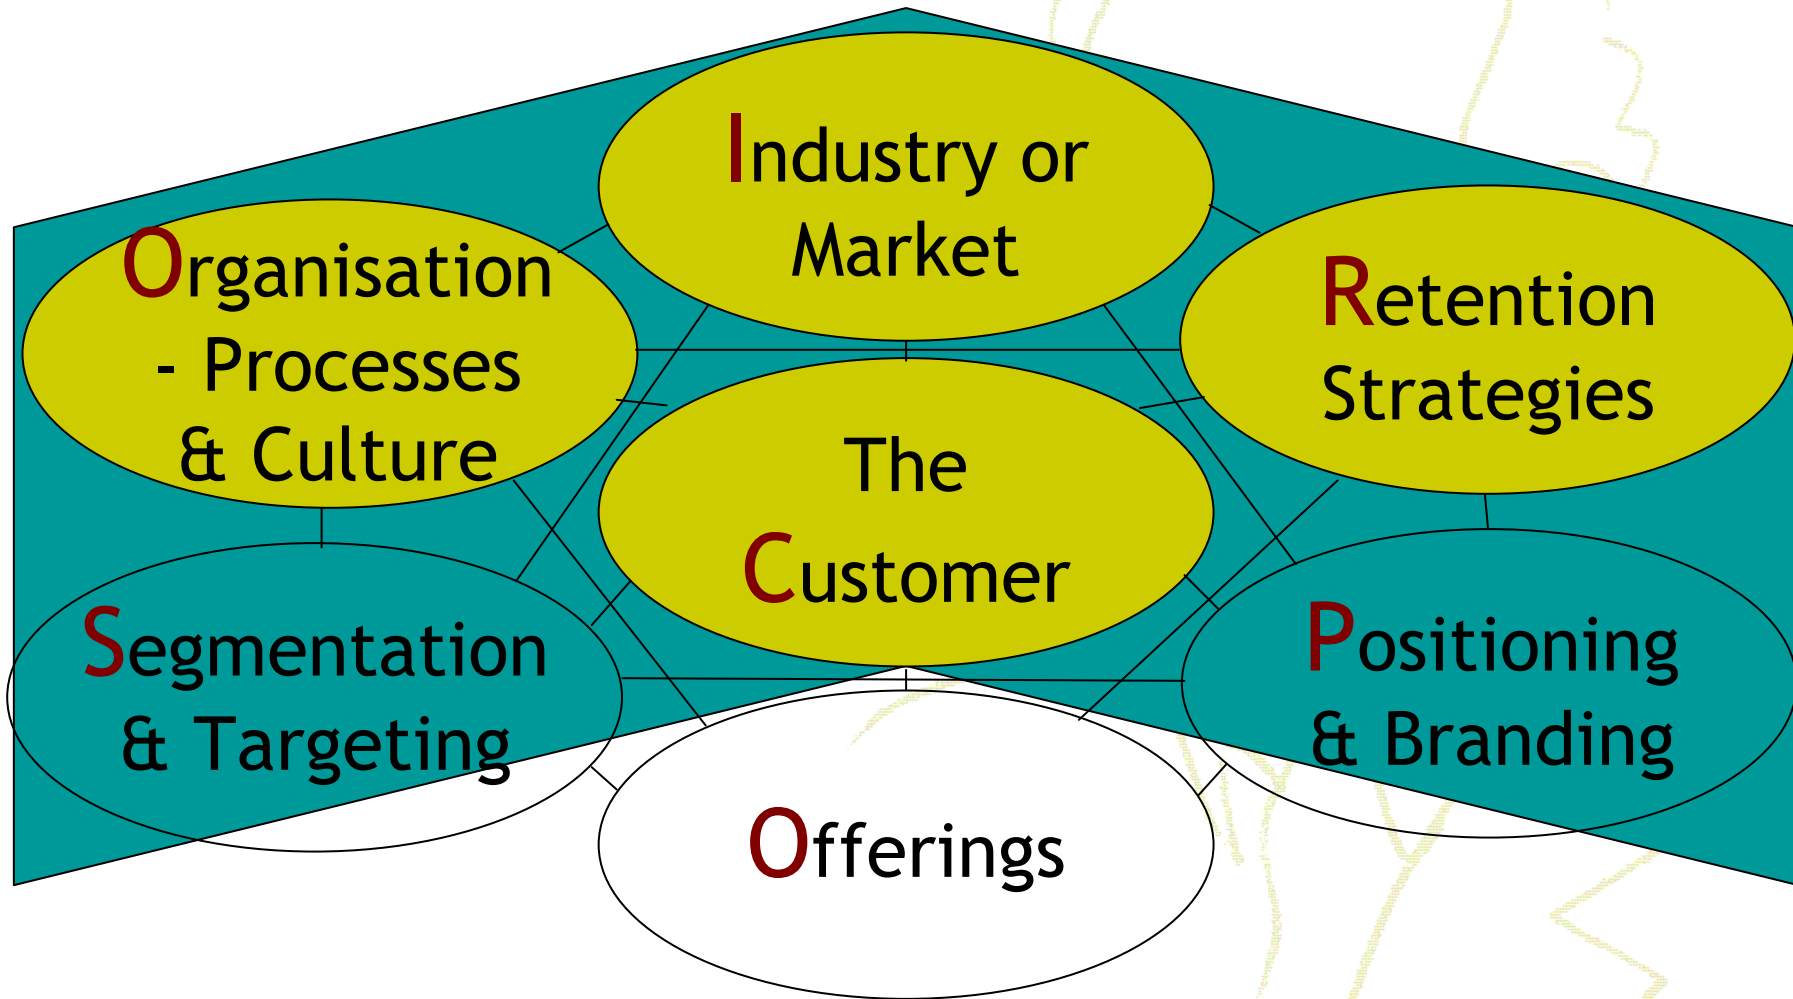 Industry or
Market
Organisation
- Processes
& Culture
Retention
Strategies
The
Customer
Segmentation
& Targeting
Positioning
& Branding
Offerings